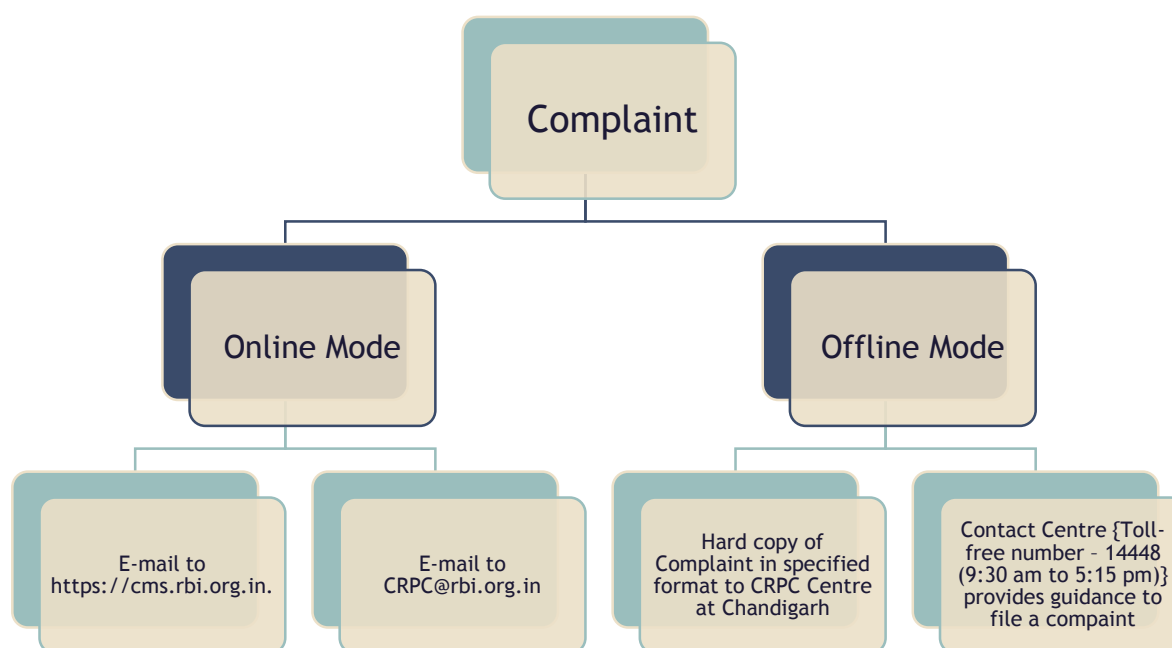 Complaint
Online Mode
Offline Mode
E-mail to
https://cms.rbi.org.in.
E-mail to
CRPC@rbi.org.in
Hard copy of
Complaint in specified
format to CRPC Centre
at Chandigarh
Contact Centre {Toll-
free number – 14448
(9:30 am to 5:15 pm)}
provides guidance to
file a compaint